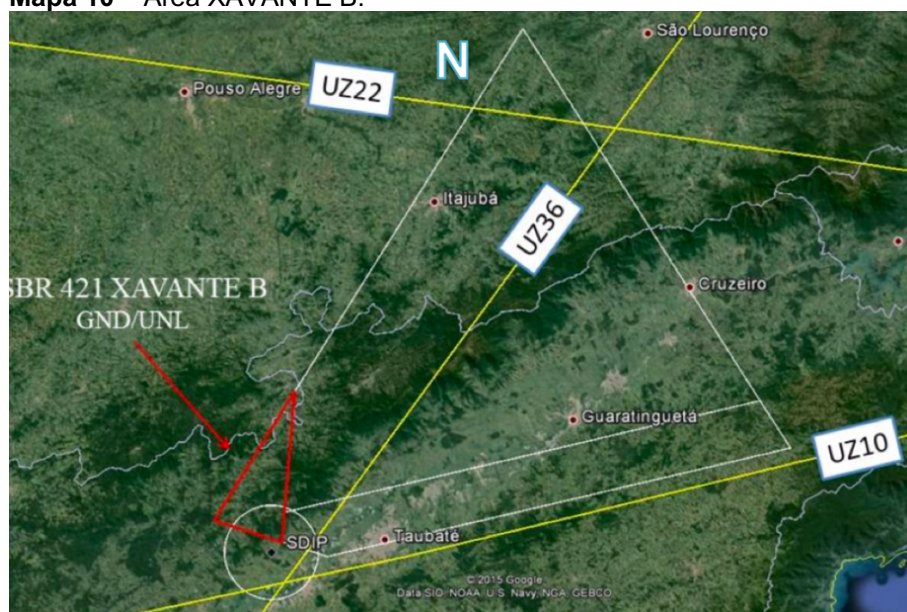 Mapa 10 – Área XAVANTE B.
N
São Lourenço
UZ22
Pouso Alegre
Itajubá
UZ36
SBR 421 XAVANTE B
GND/UNL
Cruzeiro
Guaratinguetá
UZ10
SDIP
Taubaté
© 2015 Google
Data SIO, NOAA, U.S. Navy, NGA, GEBCO